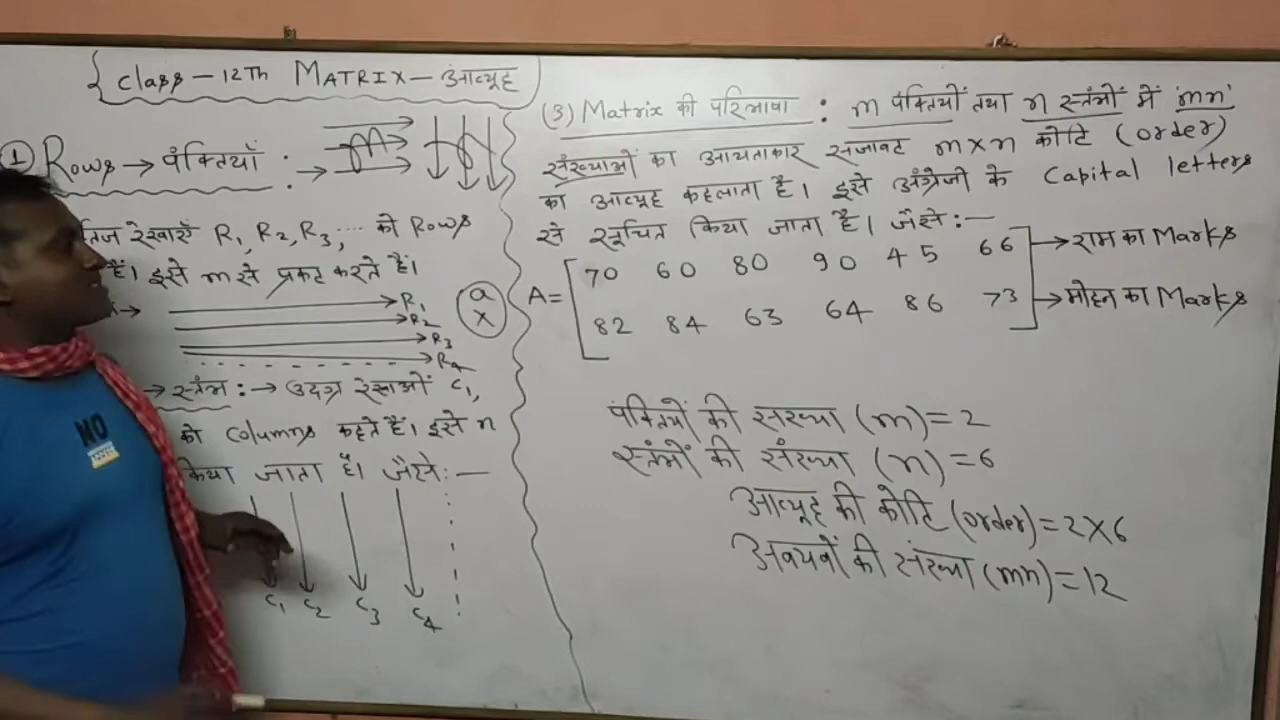 Class – 12Th MATRIX – आव्यूह
① Rows → पंक्तियाँ :
m
रेखाएँ R1, R2, R3, ... को Rows
हैं। इसे m से प्रकट करते हैं।
R1
R2
R3
R4
a
x
→ स्तंभ : → उदग्र रेखाओं C1,
को Columns कहते हैं। इसे n
किया जाता है। जैसे : —
C1 C2 C3 C4
(3) Matrix की परिभाषा : m पंक्तियों तथा n स्तंभों में 'mn'
संख्याओं का आयताकार सजावट m×n कोटि (order)
का आव्यूह कहलाता है। इसे अंग्रेजी के Capital letters
से सूचित किया जाता है। जैसे : —
A = [ 70 60 80 90 45 66 ] → राम का Marks
82 84 63 64 86 73 → मोहन का Marks
पंक्तियों की संख्या (m) = 2
स्तंभों की संख्या (n) = 6
आव्यूह की कोटि (order) = 2×6
अवयवों की संख्या (mn) = 12
NO